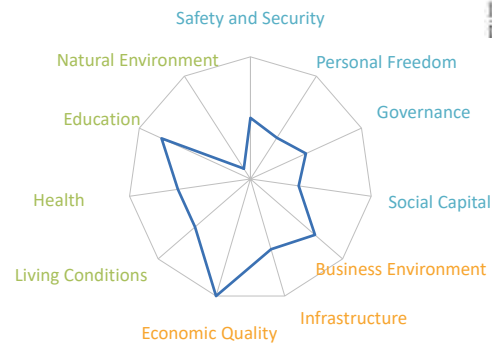 Safety and Security
Natural Environment
Personal Freedom
Education
Governance
Health
Social Capital
Living Conditions
Business Environment
Economic Quality
Infrastructure